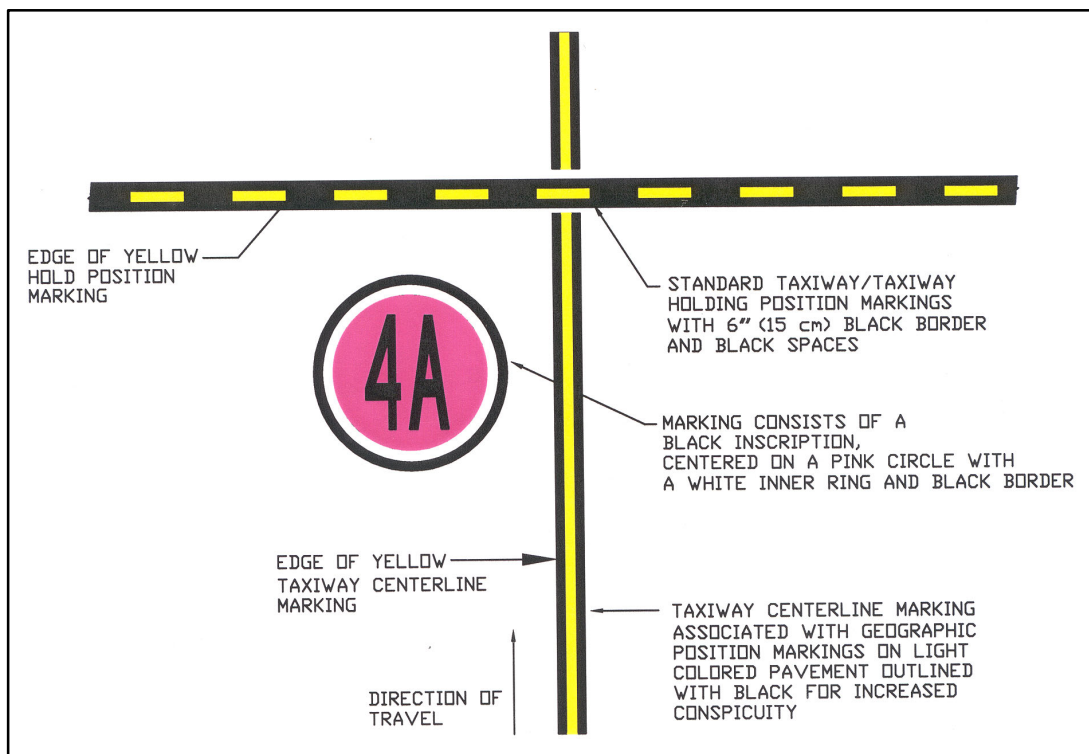 EDGE OF YELLOW
HOLD POSITION
MARKING
STANDARD TAXIWAY/TAXIWAY
HOLDING POSITION MARKINGS
WITH 6" (15 cm) BLACK BORDER
AND BLACK SPACES
4A
MARKING CONSISTS OF A
BLACK INSCRIPTION,
CENTERED ON A PINK CIRCLE WITH
A WHITE INNER RING AND BLACK BORDER
EDGE OF YELLOW
TAXIWAY CENTERLINE
MARKING
TAXIWAY CENTERLINE MARKING
ASSOCIATED WITH GEOGRAPHIC
POSITION MARKINGS ON LIGHT
COLORED PAVEMENT OUTLINED
WITH BLACK FOR INCREASED
CONSPICUITY
DIRECTION OF
TRAVEL